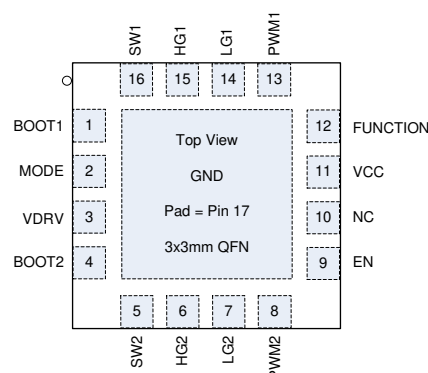 SW1
HG1
LG1
PWM1
16
15
14
13
BOOT1
1
MODE
2
VDRV
3
BOOT2
4
Top View
GND
Pad = Pin 17
3x3mm QFN
12
FUNCTION
11
VCC
10
NC
9
EN
5
6
7
8
SW2
HG2
LG2
PWM2